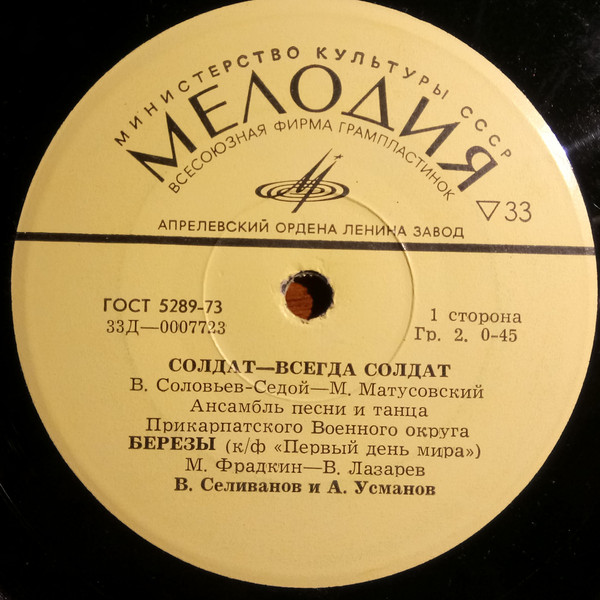 МИНИСТЕРСТВО КУЛЬТУРЫ СССР
МЕЛОДИЯ
ВСЕСОЮЗНАЯ ФИРМА ГРАМПЛАСТИНОК
▽33
АПРЕЛЕВСКИЙ ОРДЕНА ЛЕНИНА ЗАВОД
ГОСТ 5289-73
33Д—0007723
1 сторона
Гр. 2. 0-45
СОЛДАТ—ВСЕГДА СОЛДАТ
В. Соловьев-Седой—М. Матусовский
Ансамбль песни и танца
Прикарпатского Военного округа
БЕРЕЗЫ (к/ф «Первый день мира»)
М. Фрадкин—В. Лазарев
В. Селиванов и А. Усманов